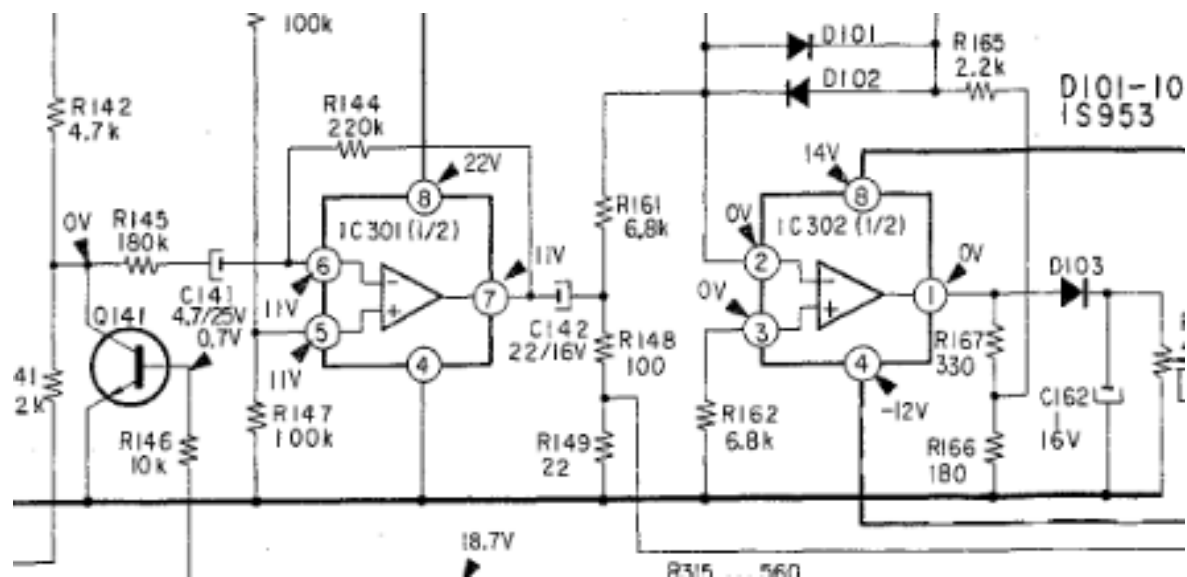 100k
D101
D102
R165
2.2k
D101-10
1S953
R142
4.7k
R144
220k
22V
14V
8
8
R161
6.8k
IC301(1/2)
IC302(1/2)
0V
R145
180k
0V
6
−
+
7
11V
2
−
+
1
0V
D103
C141
4.7/25V
0.7V
11V
5
11V
C142
22/16V
0V
3
Q141
R148
100
R167
330
4
4
-12V
C162
1
16V
41
2k
R147
100k
R146
10k
R149
22
R162
6.8k
R166
180
18.7V
R315 ... 560